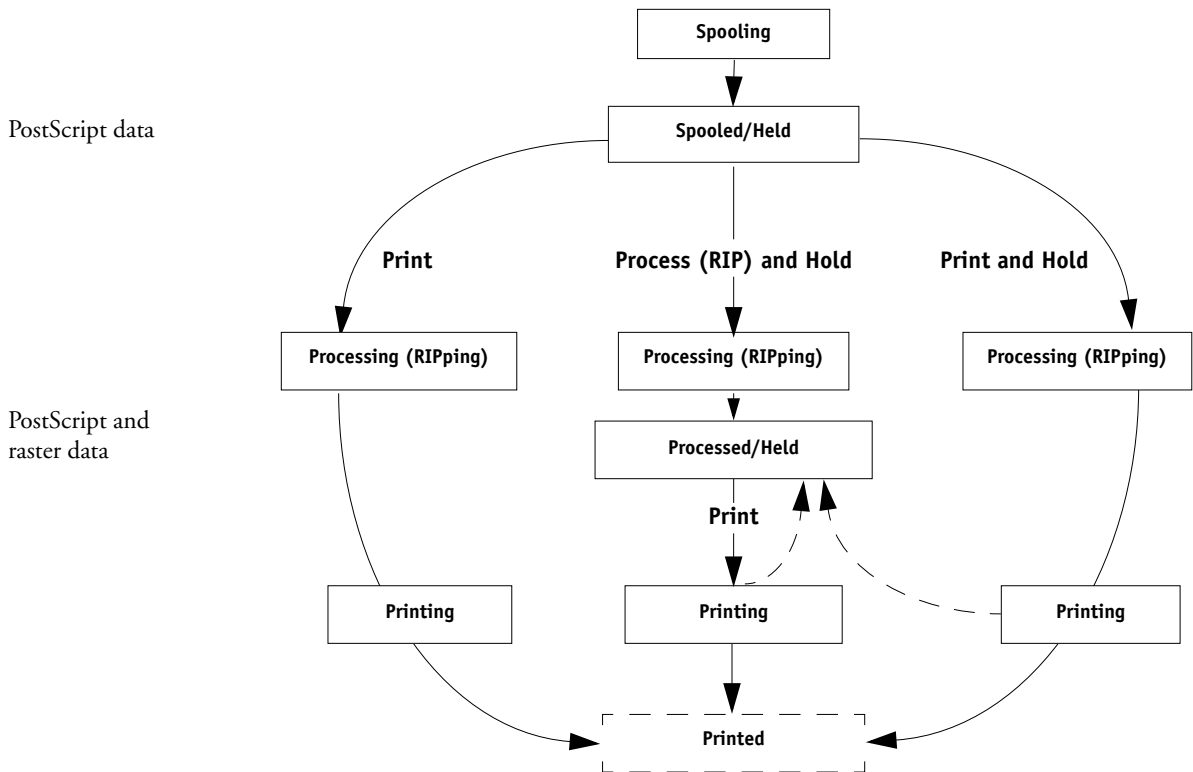 Spooling
PostScript data
Spooled/Held
Print
Process (RIP) and Hold
Print and Hold
Processing (RIPping)
Processing (RIPping)
Processing (RIPping)
PostScript and
raster data
Processed/Held
Print
Printing
Printing
Printing
Printed